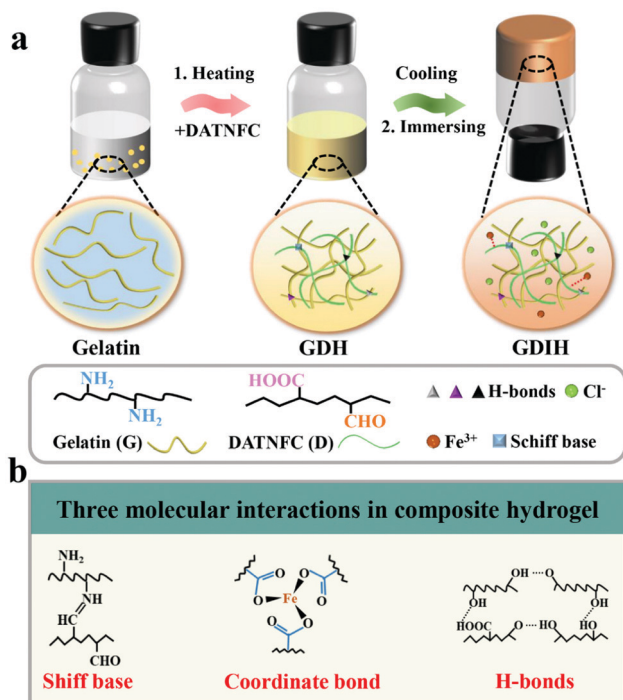 a
1. Heating
+DATNFC
Cooling
2. Immersing
Gelatin
GDH
GDIH
NH2
NH2
HOOC
CHO
H-bonds
Cl-
Gelatin (G)
DATNFC (D)
Fe3+
Schiff base
b
Three molecular interactions in composite hydrogel
NH2
NH
CH
CHO
Shiff base
O
O
O
O
Fe
O
O
Coordinate bond
OH
O
OH
OH
HOOC
O
HO
HO
H-bonds